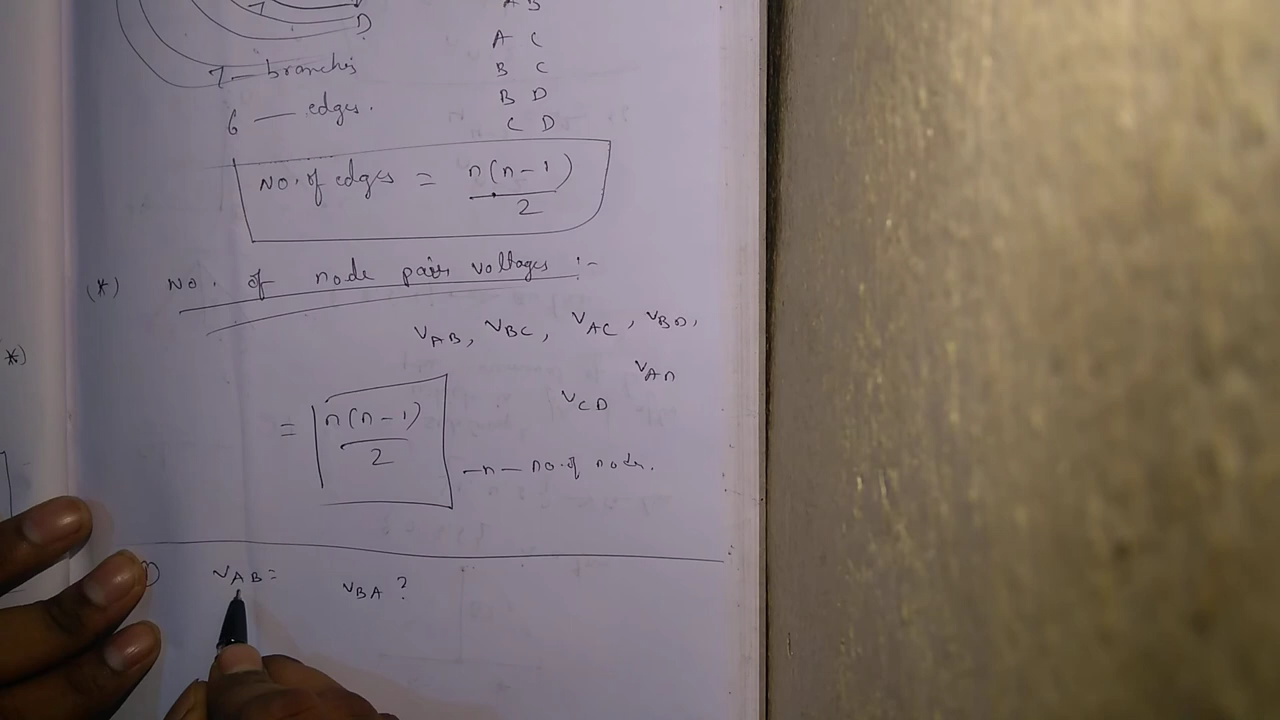 A B
D
A C
7 — branches
B C
B D
6 — edges.
C D
No. of edges = n(n-1)/2
(*) No. of node pair voltages :-
*)
VAB, VBC, VAC, VBD,
VAD
VCD
= n(n-1)/2
-n- no. of nodes.
VAB= VBA ?